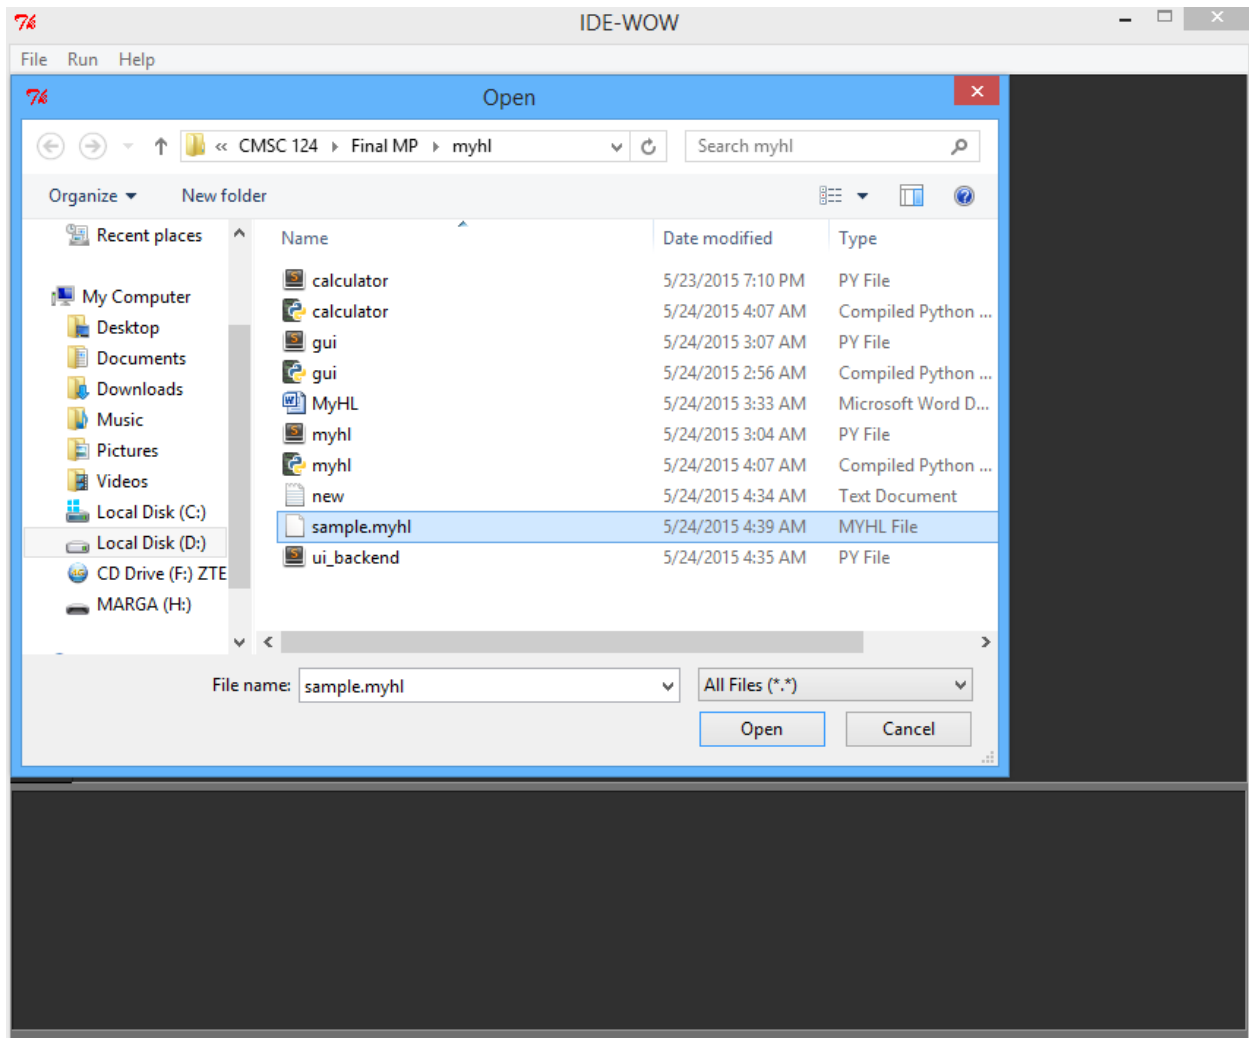 IDE-WOW
File Run Help
Open
« CMSC 124 Final MP myhl Search myhl
Organize New folder
Recent places
My Computer
Desktop
Documents
Downloads
Music
Pictures
Videos
Local Disk (C:)
Local Disk (D:)
CD Drive (F:) ZTE
MARGA (H:)
Name Date modified Type
calculator 5/23/2015 7:10 PM PY File
calculator 5/24/2015 4:07 AM Compiled Python ...
gui 5/24/2015 3:07 AM PY File
gui 5/24/2015 2:56 AM Compiled Python ...
MyHL 5/24/2015 3:33 AM Microsoft Word D...
myhl 5/24/2015 3:04 AM PY File
myhl 5/24/2015 4:07 AM Compiled Python ...
new 5/24/2015 4:34 AM Text Document
sample.myhl 5/24/2015 4:39 AM MYHL File
ui_backend 5/24/2015 4:35 AM PY File
File name: sample.myhl All Files (*.*)
Open Cancel